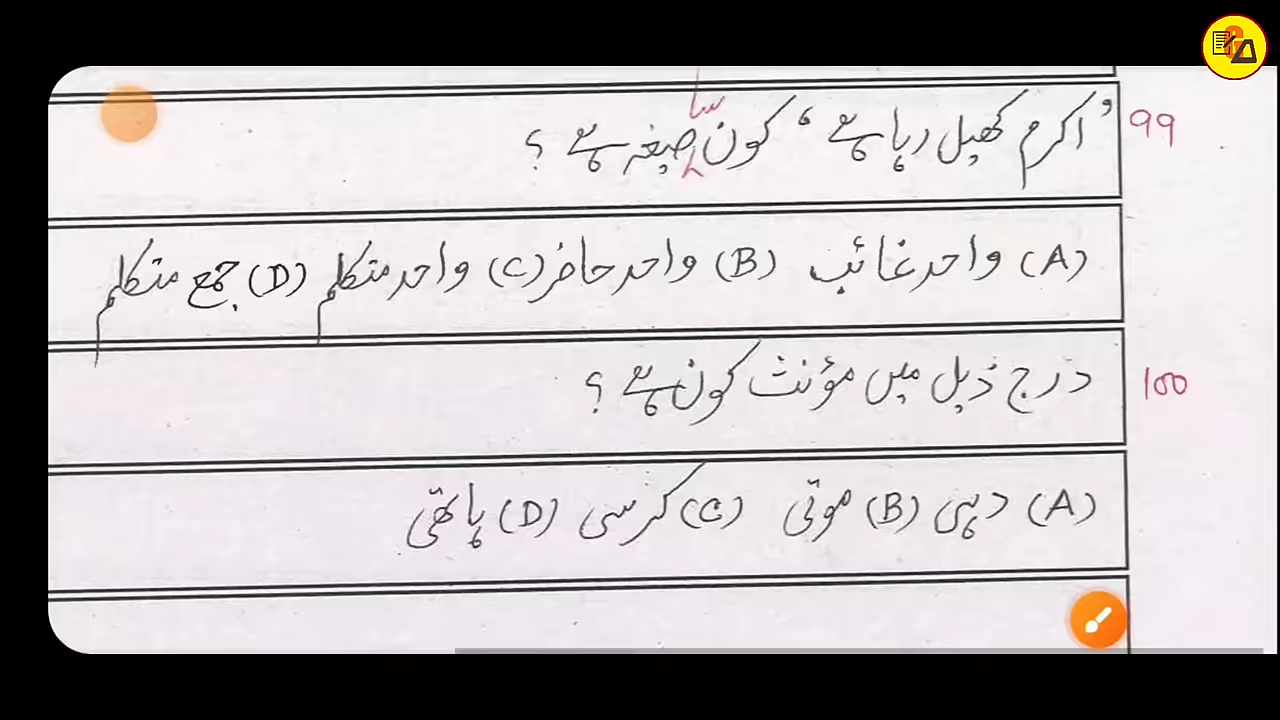 99 ’اکرم کھیل رہا ہے‘ کون سا صیغہ ہے ؟
(A) واحد غائب (B) واحد حاضر (C) واحد متکلم (D) جمع متکلم
100 درج ذیل میں مؤنث کون ہے ؟
(A) دہی (B) موتی (C) کرسی (D) ہاتھی